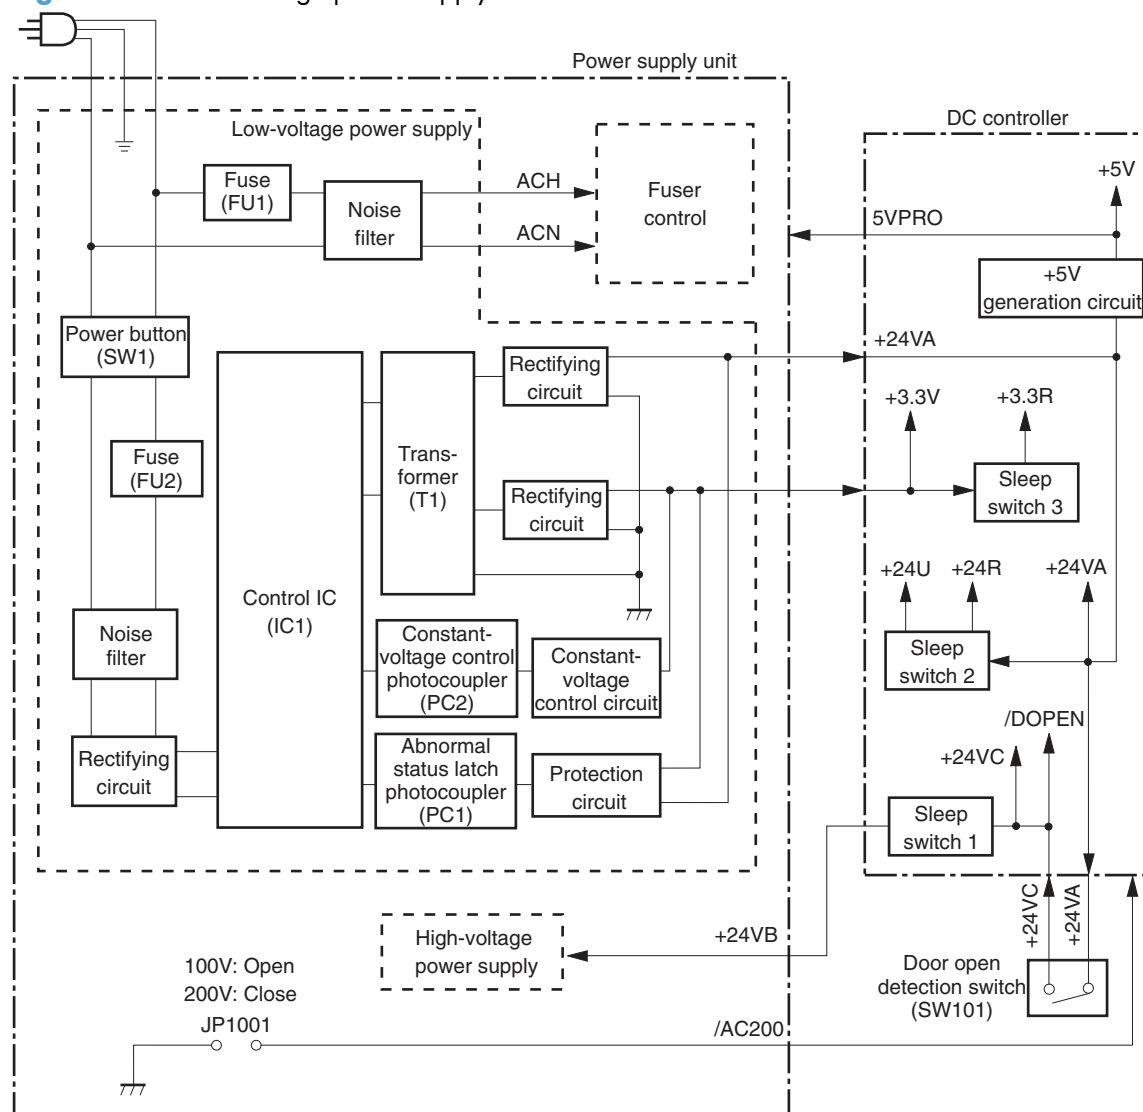 Power supply unit
Low-voltage power supply
DC controller
Fuse
(FU1)
Noise
filter
ACH
ACN
Fuser
control
+5V
5VPRO
+5V
generation circuit
Power button
(SW1)
Fuse
(FU2)
Noise
filter
Rectifying
circuit
Control IC
(IC1)
Trans-
former
(T1)
Rectifying
circuit
Rectifying
circuit
Constant-
voltage control
photocoupler
(PC2)
Constant-
voltage
control circuit
Abnormal
status latch
photocoupler
(PC1)
Protection
circuit
+24VA
+3.3V
+3.3R
Sleep
switch 3
+24U
+24R
+24VA
Sleep
switch 2
/DOPEN
+24VC
Sleep
switch 1
+24VC
+24VA
High-voltage
power supply
+24VB
Door open
detection switch
(SW101)
100V: Open
200V: Close
JP1001
/AC200